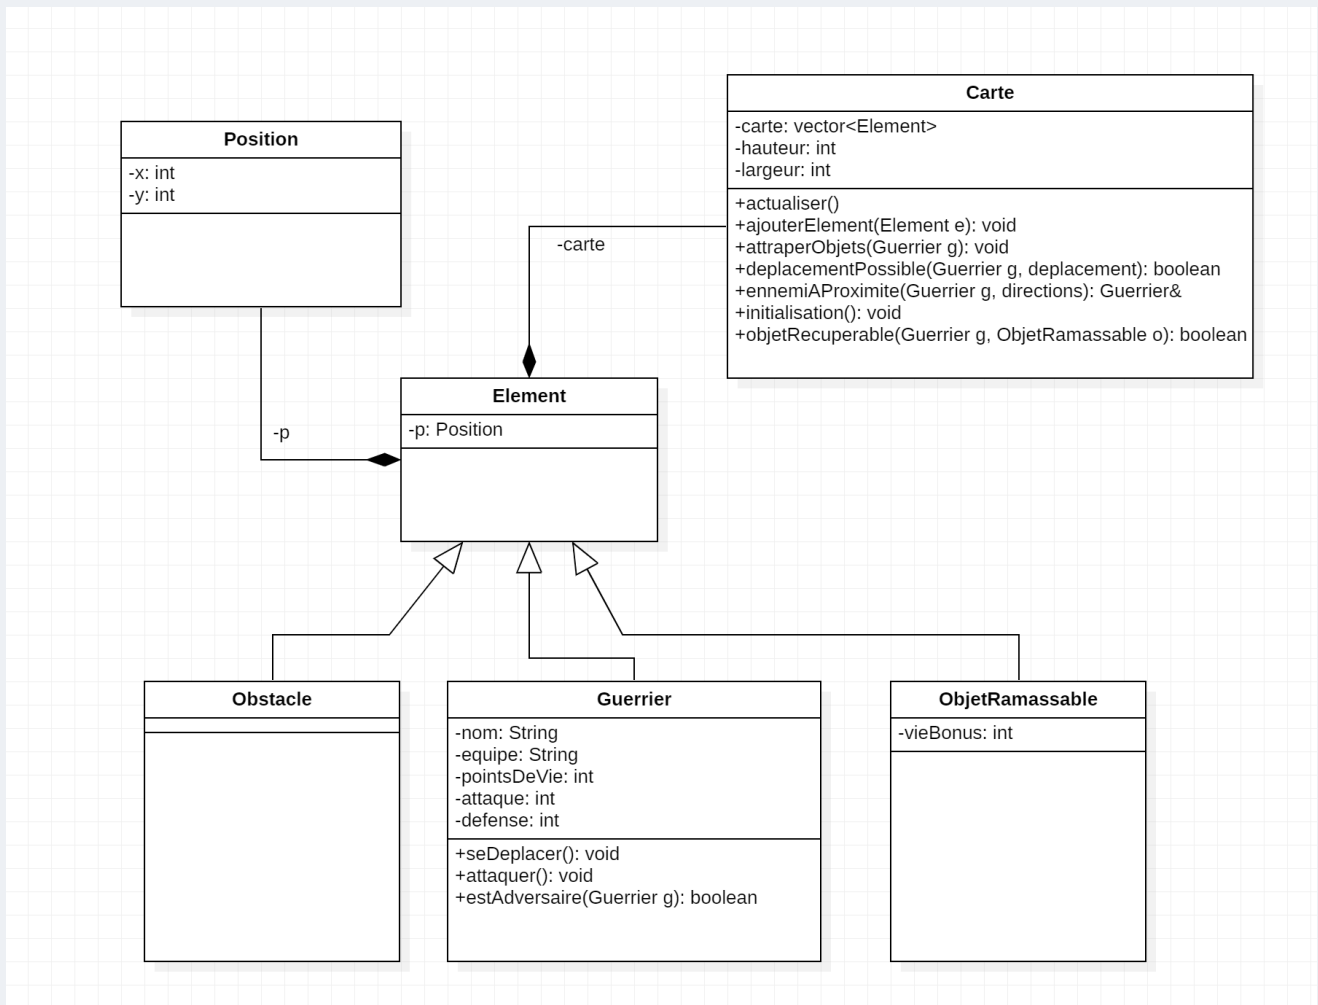 Position
-x: int
-y: int
Carte
-carte: vector<Element>
-hauteur: int
-largeur: int
+actualiser()
+ajouterElement(Element e): void
+attraperObjets(Guerrier g): void
+deplacementPossible(Guerrier g, deplacement): boolean
+ennemiAProximite(Guerrier g, directions): Guerrier&
+initialisation(): void
+objetRecuperable(Guerrier g, ObjetRamassable o): boolean
-carte
-p
Element
-p: Position
Obstacle
Guerrier
-nom: String
-equipe: String
-pointsDeVie: int
-attaque: int
-defense: int
+seDeplacer(): void
+attaquer(): void
+estAdversaire(Guerrier g): boolean
ObjetRamassable
-vieBonus: int